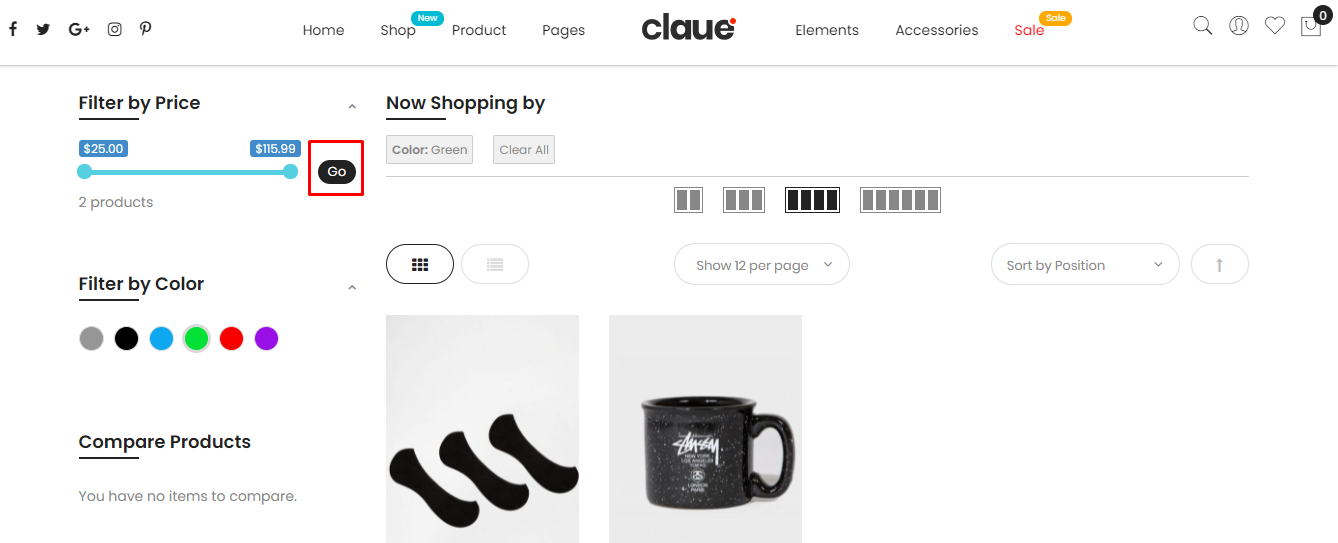 Home Shop New Product Pages claue Elements Accessories Sale Sale 0
Filter by Price
$25.00 $115.99
Go
2 products
Filter by Color
Compare Products
You have no items to compare.
Now Shopping by
Color: Green Clear All
Show 12 per page Sort by Position
STUSSY
NEW YORK
LOS ANGELES
TOKYO
LONDON
PARIS